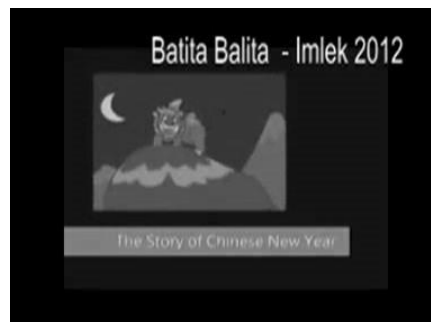 Batita Balita - Imlek 2012
The Story of Chinese New Year